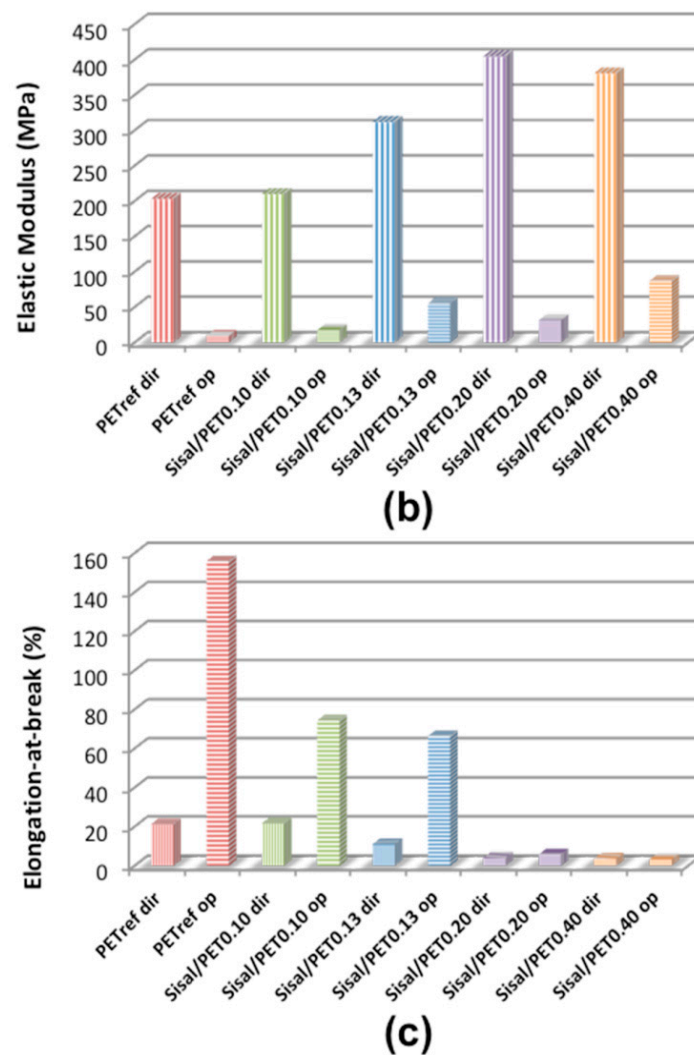 Elastic Modulus (MPa)
450
400
350
300
250
200
150
100
50
0
PETref dir
PETref op
Sisal/PET0.10 dir
Sisal/PET0.10 op
Sisal/PET0.13 dir
Sisal/PET0.13 op
Sisal/PET0.20 dir
Sisal/PET0.20 op
Sisal/PET0.40 dir
Sisal/PET0.40 op
(b)
Elongation-at-break (%)
160
140
120
100
80
60
40
20
0
PETref dir
PETref op
Sisal/PET0.10 dir
Sisal/PET0.10 op
Sisal/PET0.13 dir
Sisal/PET0.13 op
Sisal/PET0.20 dir
Sisal/PET0.20 op
Sisal/PET0.40 dir
Sisal/PET0.40 op
(c)